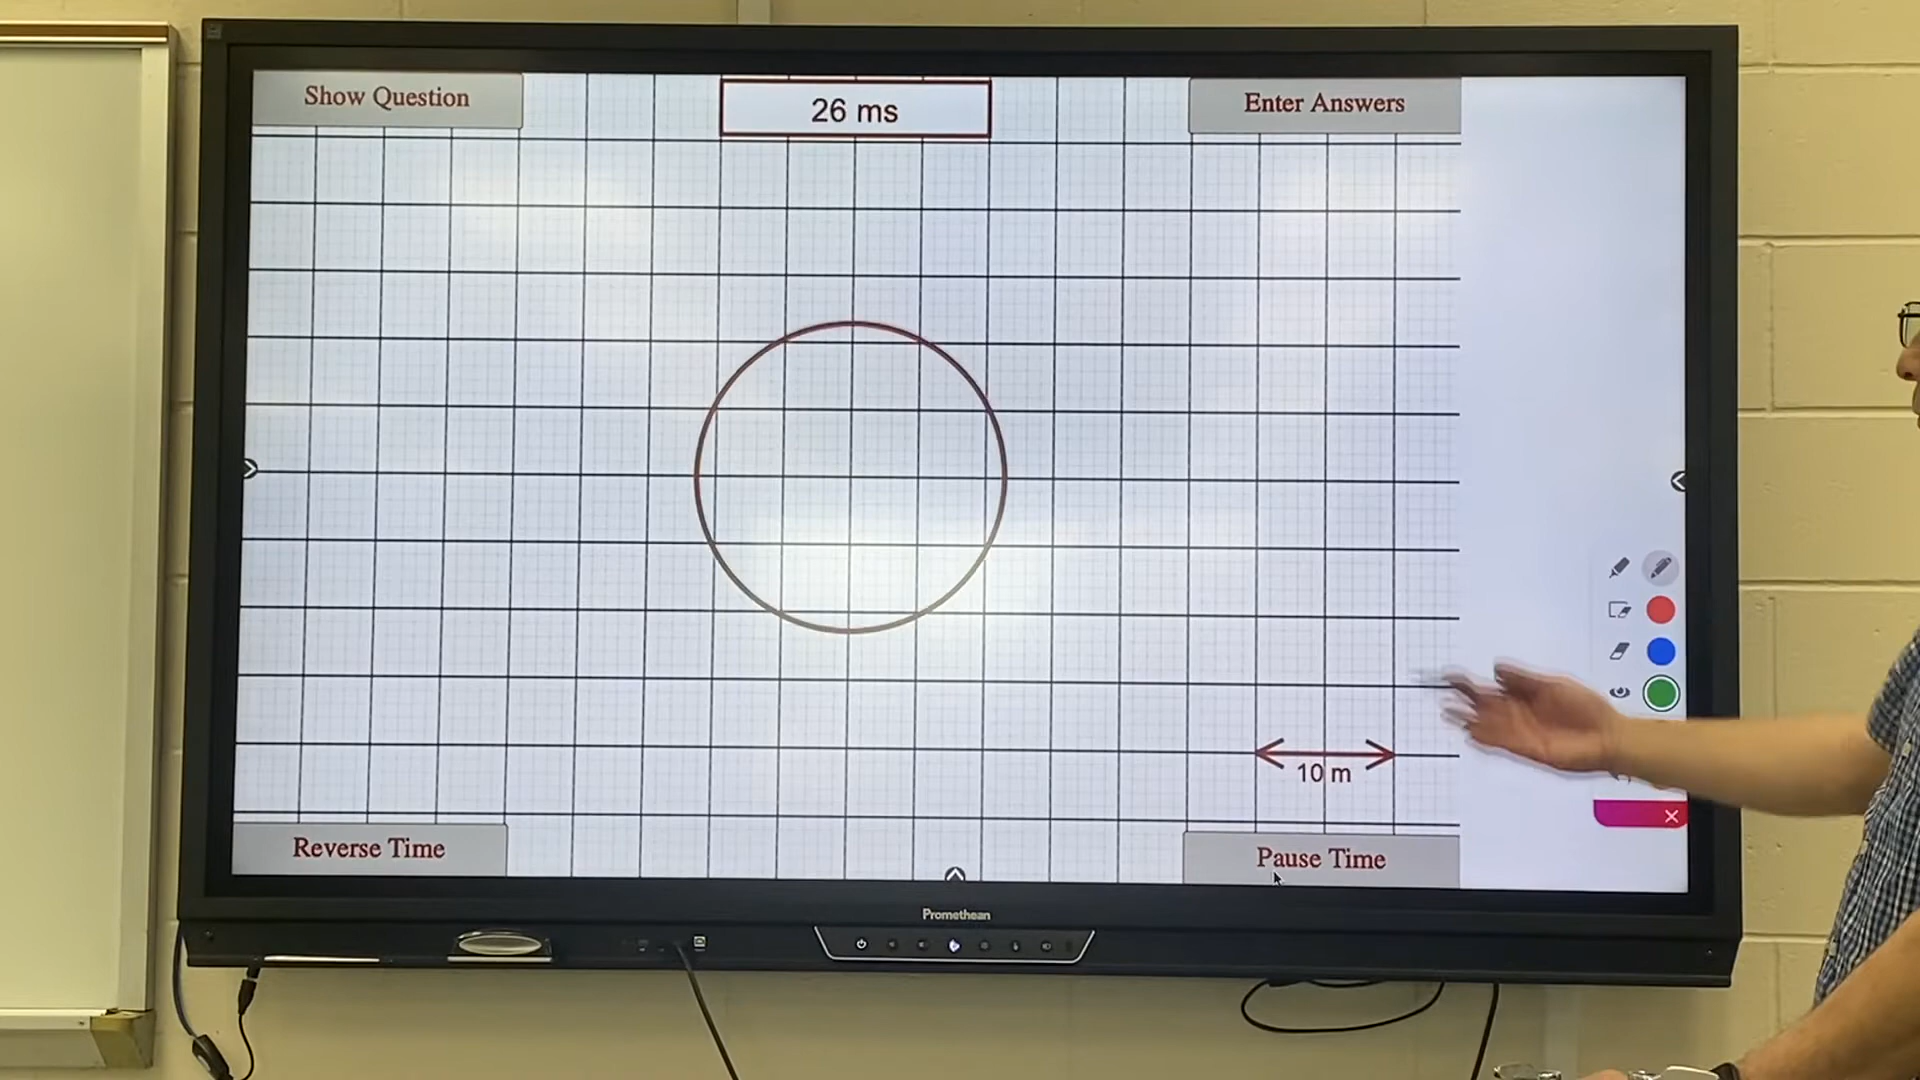 Show Question
26 ms
Enter Answers
10 m
Reverse Time
Pause Time
Promethean